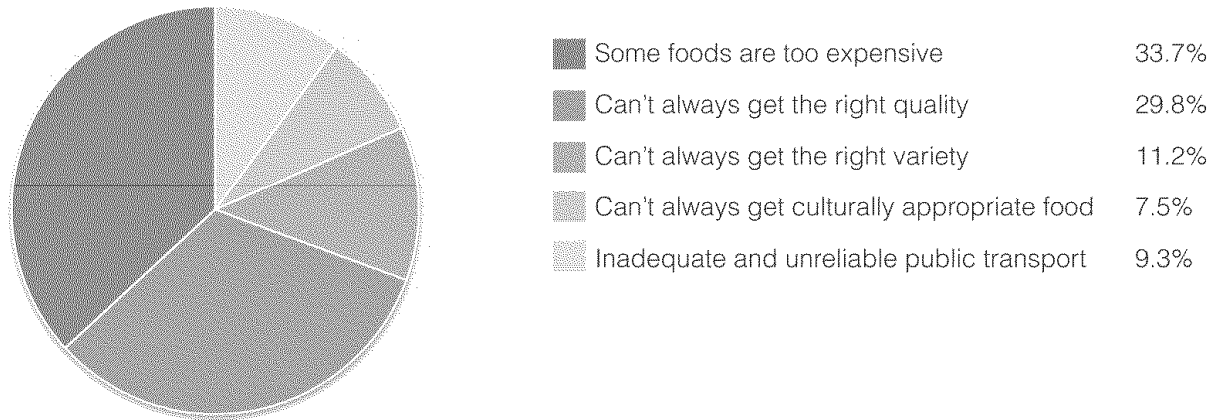 Some foods are too expensive 33.7%
Can't always get the right quality 29.8%
Can't always get the right variety 11.2%
Can't always get culturally appropriate food 7.5%
Inadequate and unreliable public transport 9.3%